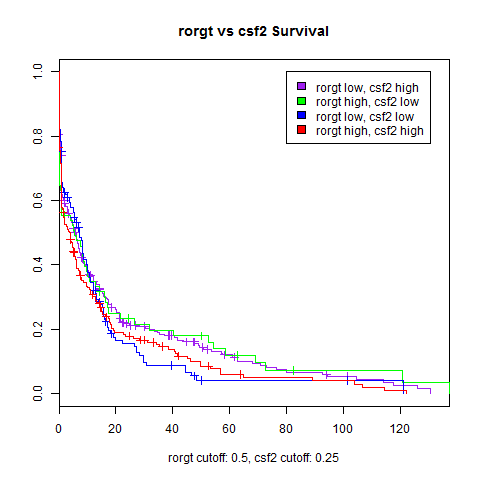 rorgt vs csf2 Survival
rorgt low, csf2 high
rorgt high, csf2 low
rorgt low, csf2 low
rorgt high, csf2 high
1.0
0.8
0.6
0.4
0.2
0.0
0 20 40 60 80 100 120
rorgt cutoff: 0.5, csf2 cutoff: 0.25